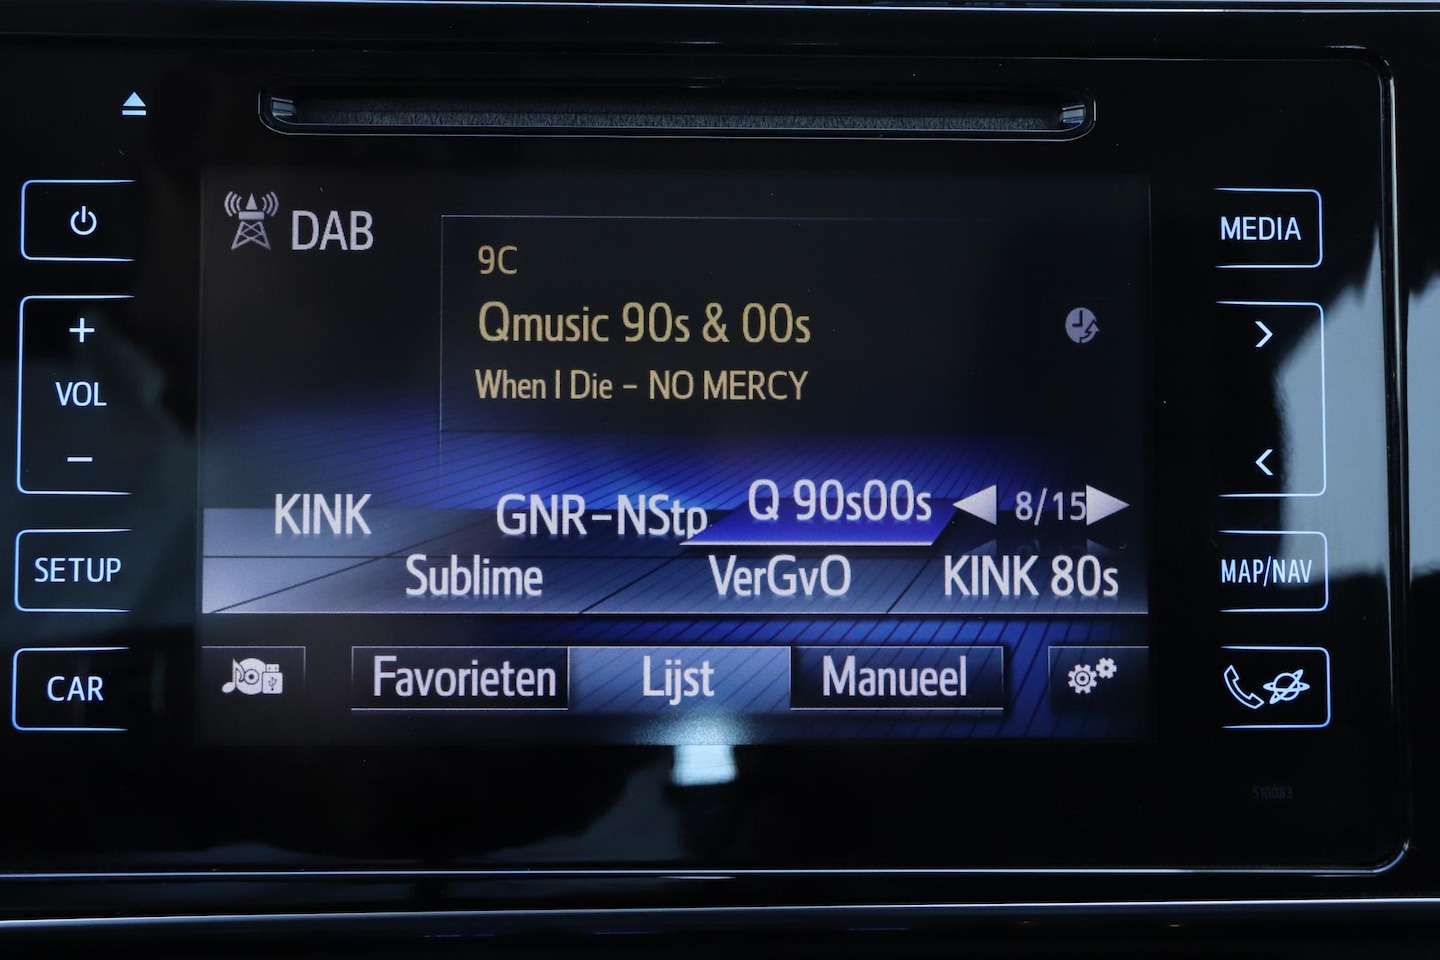 DAB
9C
Qmusic 90s & 00s
When I Die - NO MERCY
KINK
GNR-NStp
Q 90s00s
8/15
Sublime
VerGvO
KINK 80s
Favorieten
Lijst
Manueel
+
VOL
−
SETUP
CAR
MEDIA
>
<
MAP/NAV
510083